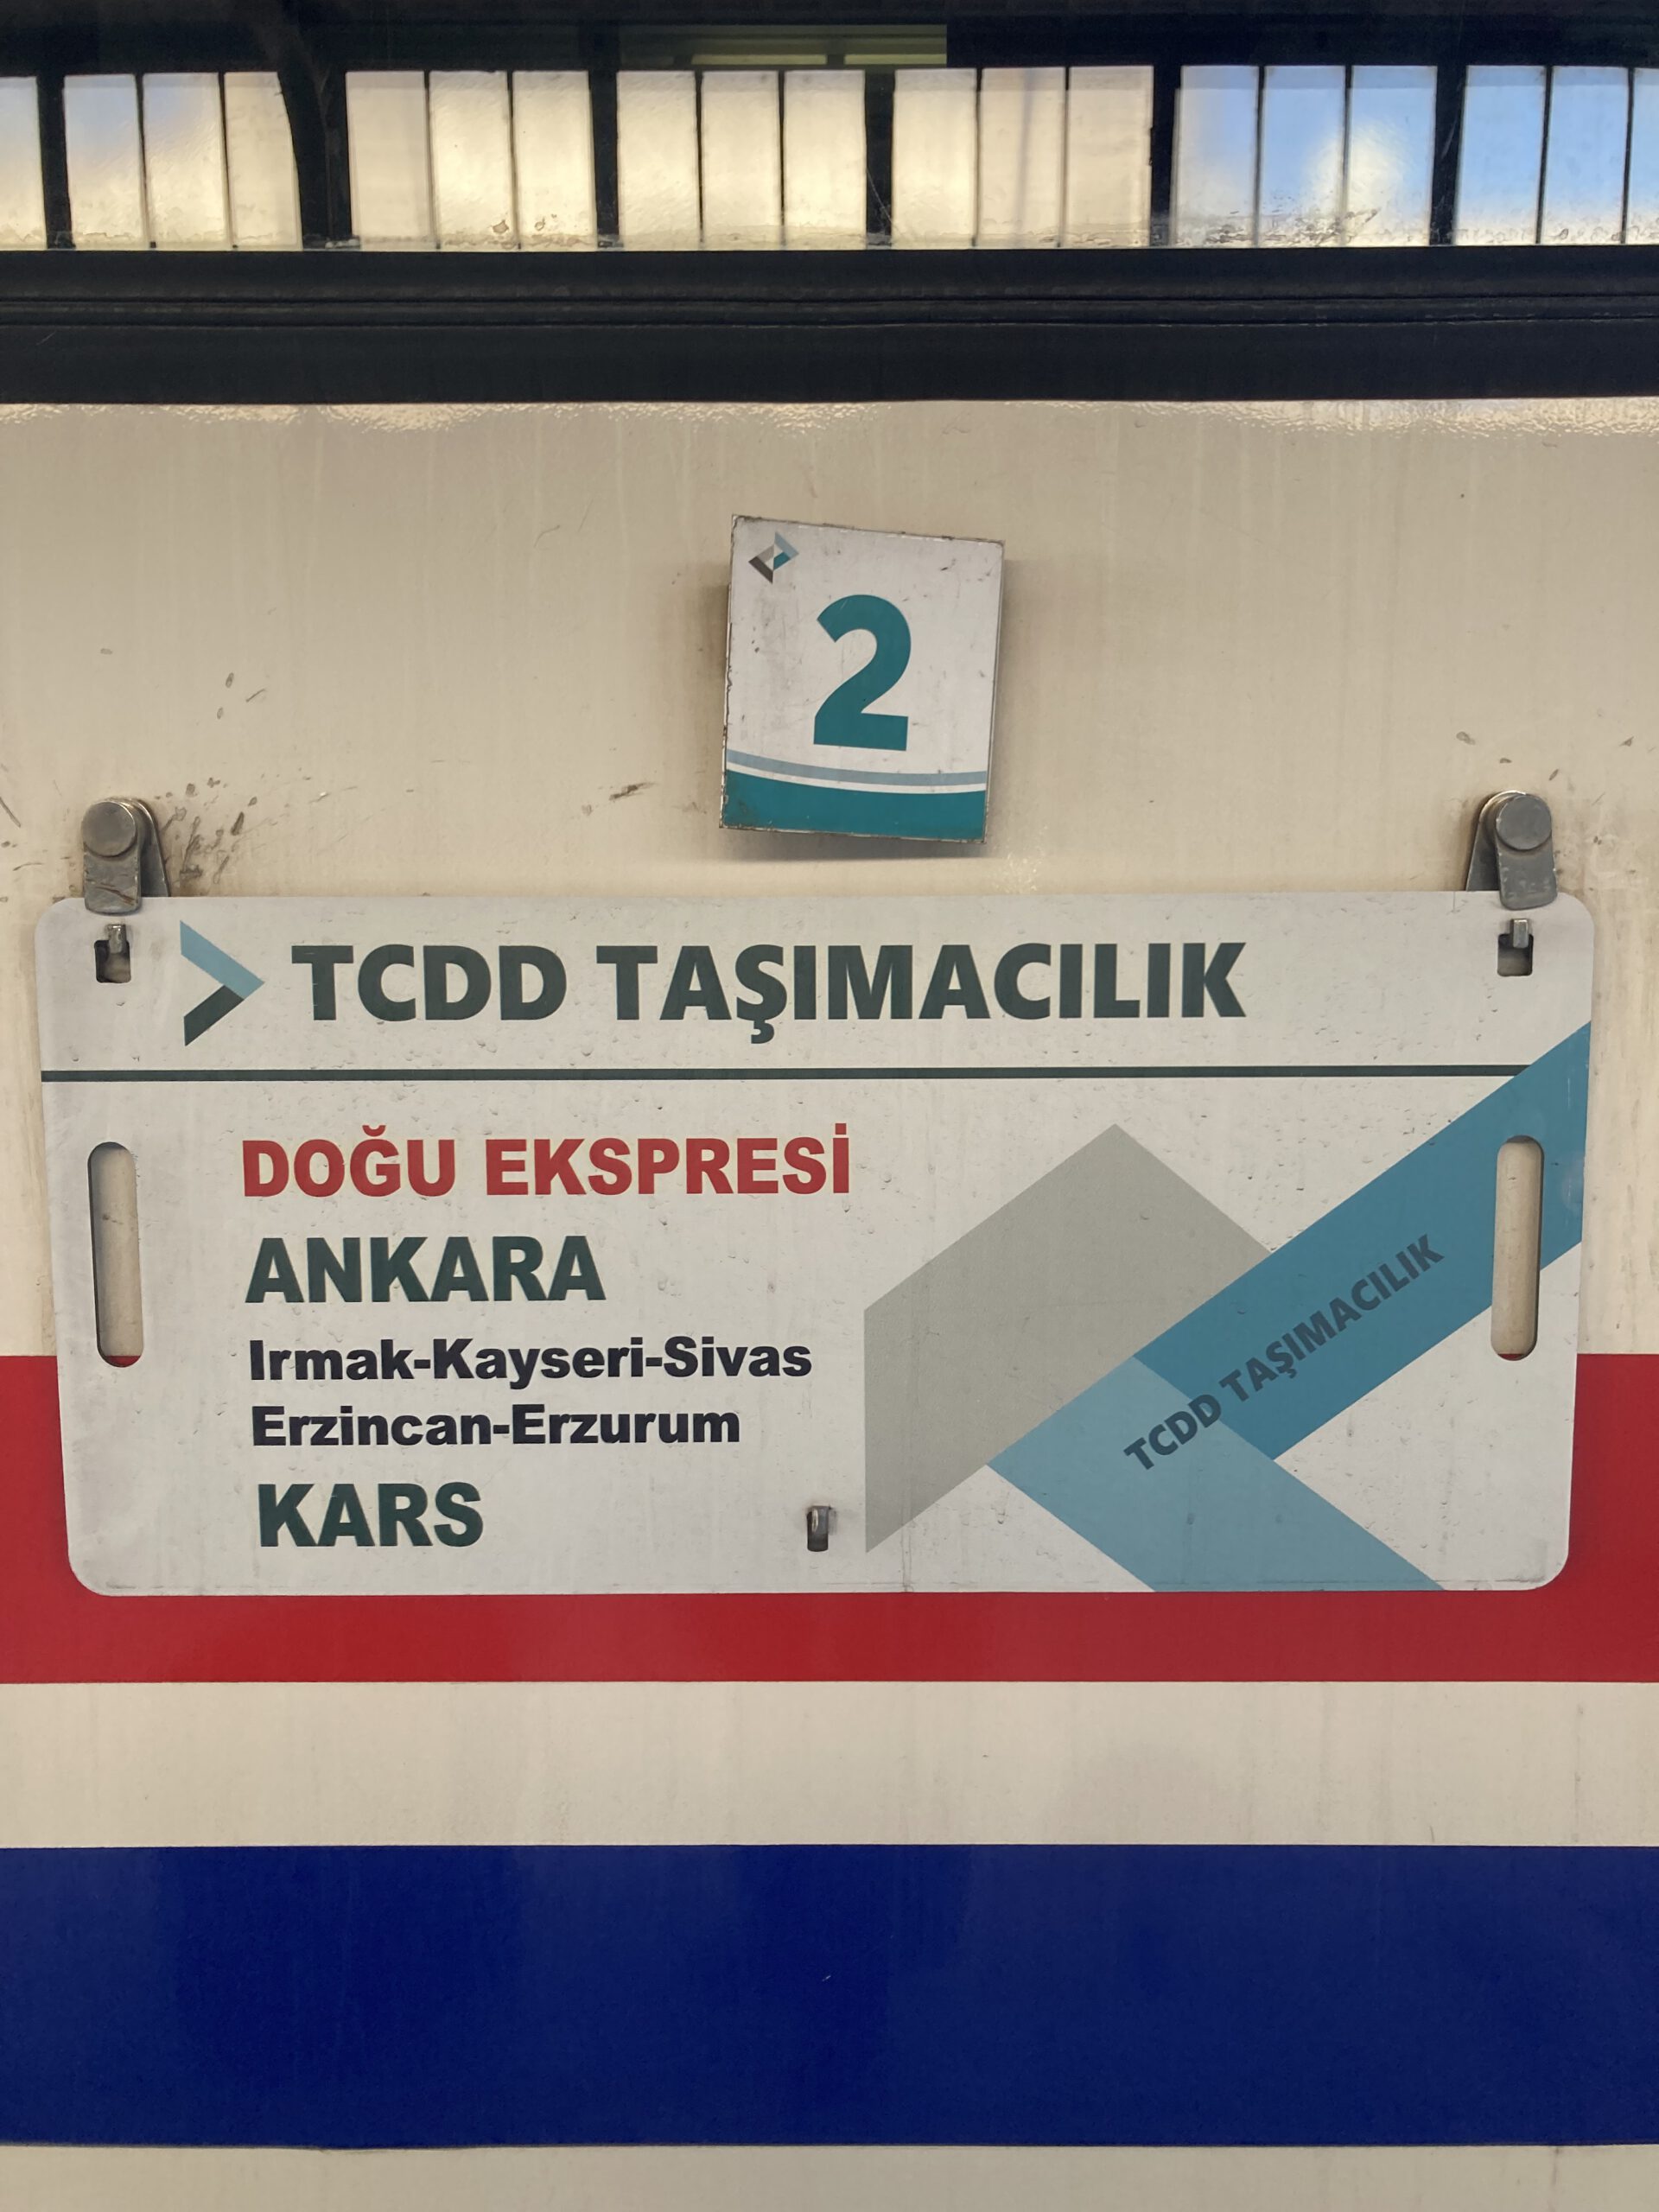 2
TCDD TAŞIMACILIK
DOĞU EKSPRESİ
ANKARA
Irmak-Kayseri-Sivas
Erzincan-Erzurum
KARS
TCDD TAŞIMACILIK